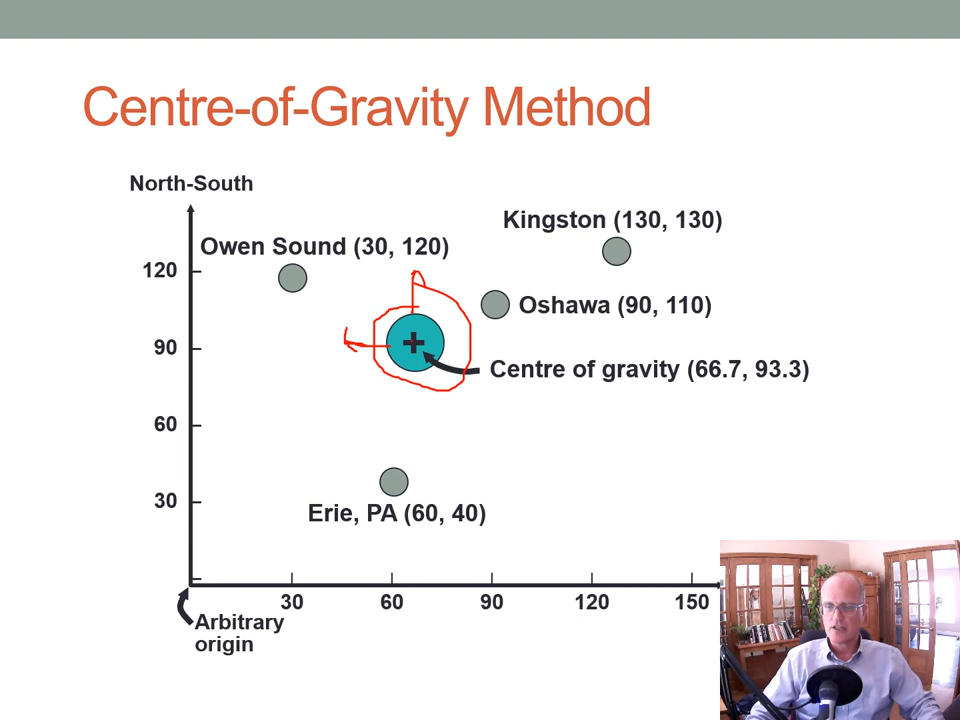 Centre-of-Gravity Method
North-South
Kingston (130, 130)
Owen Sound (30, 120)
120
Oshawa (90, 110)
90
Centre of gravity (66.7, 93.3)
60
30
Erie, PA (60, 40)
30 60 90 120 150
Arbitrary
origin